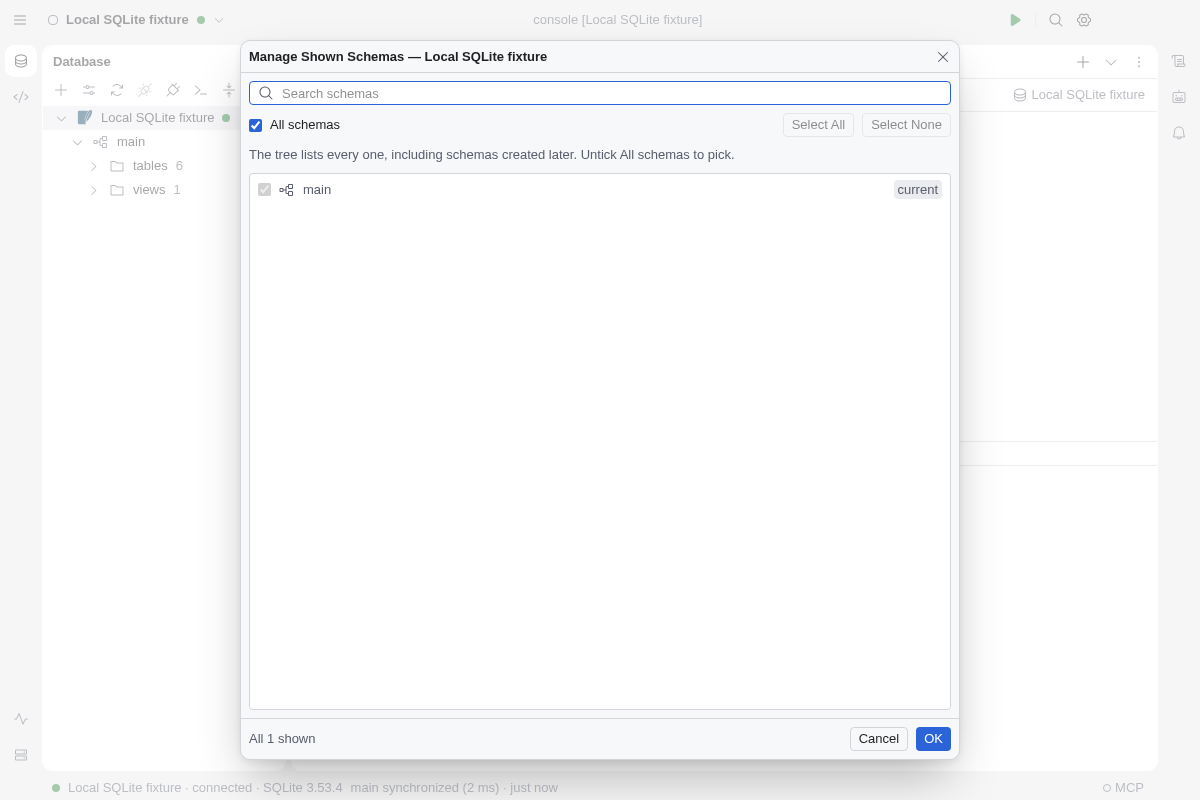 Local SQLite fixture
console [Local SQLite fixture]
Database
Local SQLite fixture
main
tables 6
views 1
Manage Shown Schemas — Local SQLite fixture
Search schemas
All schemas
Select All
Select None
The tree lists every one, including schemas created later. Untick All schemas to pick.
main
current
All 1 shown
Cancel
OK
Local SQLite fixture
Local SQLite fixture · connected · SQLite 3.53.4 main synchronized (2 ms) · just now
MCP